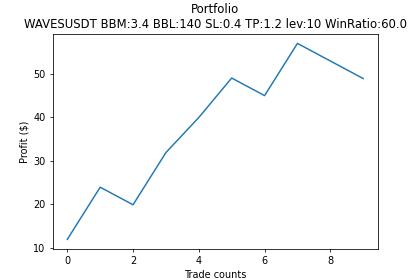 Portfolio
WAVESUSDT BBM:3.4 BBL:140 SL:0.4 TP:1.2 lev:10 WinRatio:60.0
50
40
30
20
10
Profit ($)
0 2 4 6 8
Trade counts